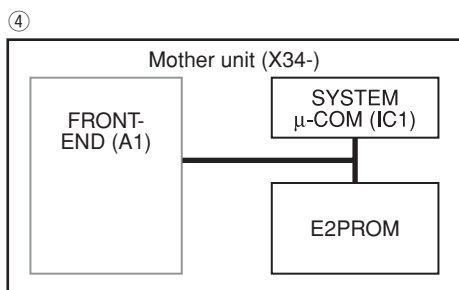 ④
Mother unit (X34-)
FRONT-
END (A1)
SYSTEM
μ-COM (IC1)
E2PROM